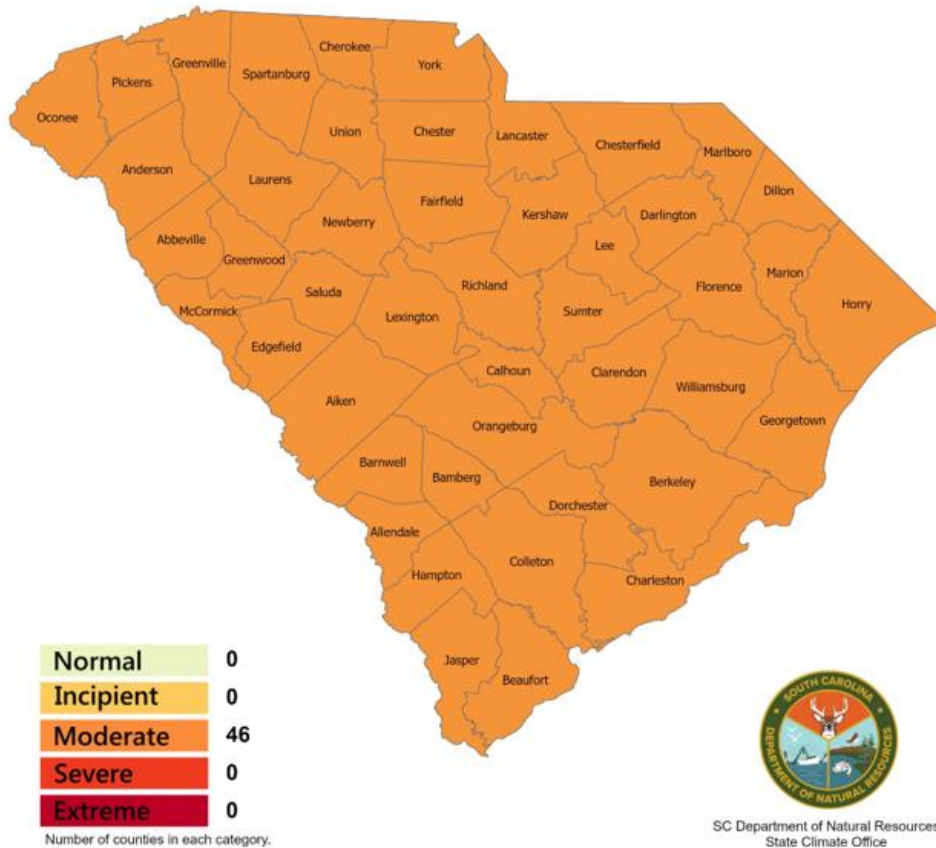 Cherokee
York
Greenville
Spartanburg
Pickens
Oconee
Union
Chester
Lancaster
Chesterfield
Marlboro
Anderson
Laurens
Dillon
Fairfield
Kershaw
Darlington
Newberry
Abbeville
Lee
Greenwood
Marion
Richland
Florence
Saluda
Horry
McCormick
Sumter
Lexington
Edgefield
Calhoun
Clarendon
Williamsburg
Aiken
Georgetown
Orangeburg
Barnwell
Bamberg
Berkeley
Dorchester
Allendale
Colleton
Hampton
Charleston
Jasper
Beaufort
Normal 0
Incipient 0
Moderate 46
Severe 0
Extreme 0
Number of counties in each category.
SOUTH CAROLINA
DEPARTMENT OF NATURAL RESOURCES
SC Department of Natural Resources
State Climate Office